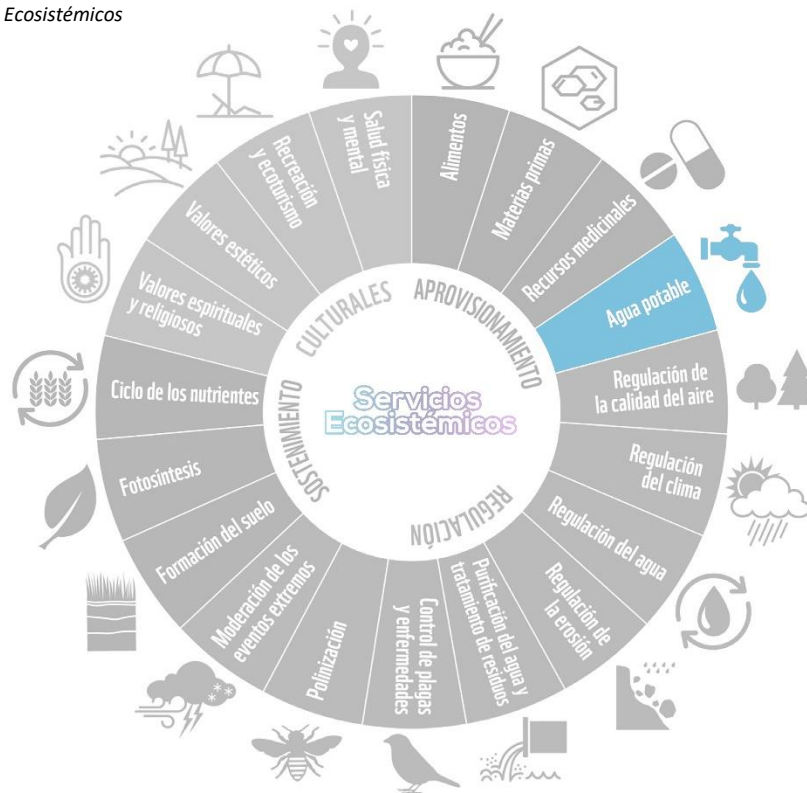 Ecosistémicos
Salud física
y mental
Alimentos
Materias primas
Recursos medicinales
Agua potable
Regulación de
la calidad del aire
Regulación
del clima
Regulación del agua
Regulación de
la erosión
Purificación del agua y
tratamiento de residuos
Control de plagas
y enfermedades
Polinización
Moderación de los
eventos extremos
Formación del suelo
Fotosíntesis
Ciclo de los nutrientes
Valores espirituales
y religiosos
Valores estéticos
Recreación
y ecoturismo
CULTURALES
APROVISIONAMIENTO
SOSTENIMIENTO
REGULACIÓN
Servicios
Ecosistémicos